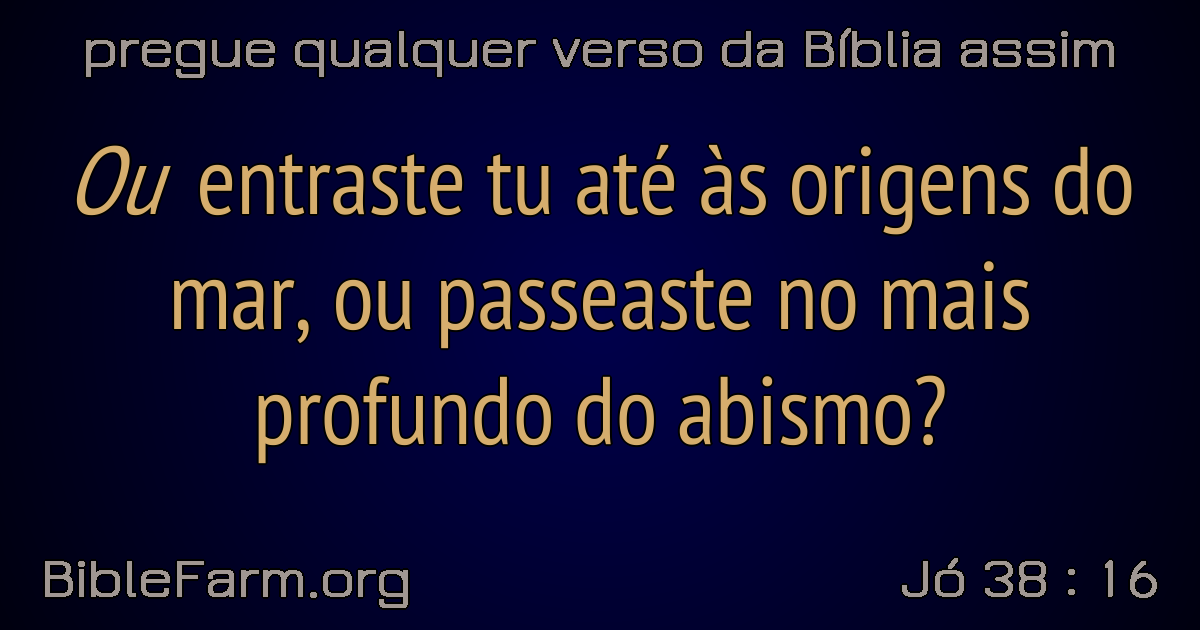 pregue qualquer verso da Bíblia assim
Ou entraste tu até às origens do
mar, ou passeaste no mais
profundo do abismo?
BibleFarm.org
Jó 38 : 16